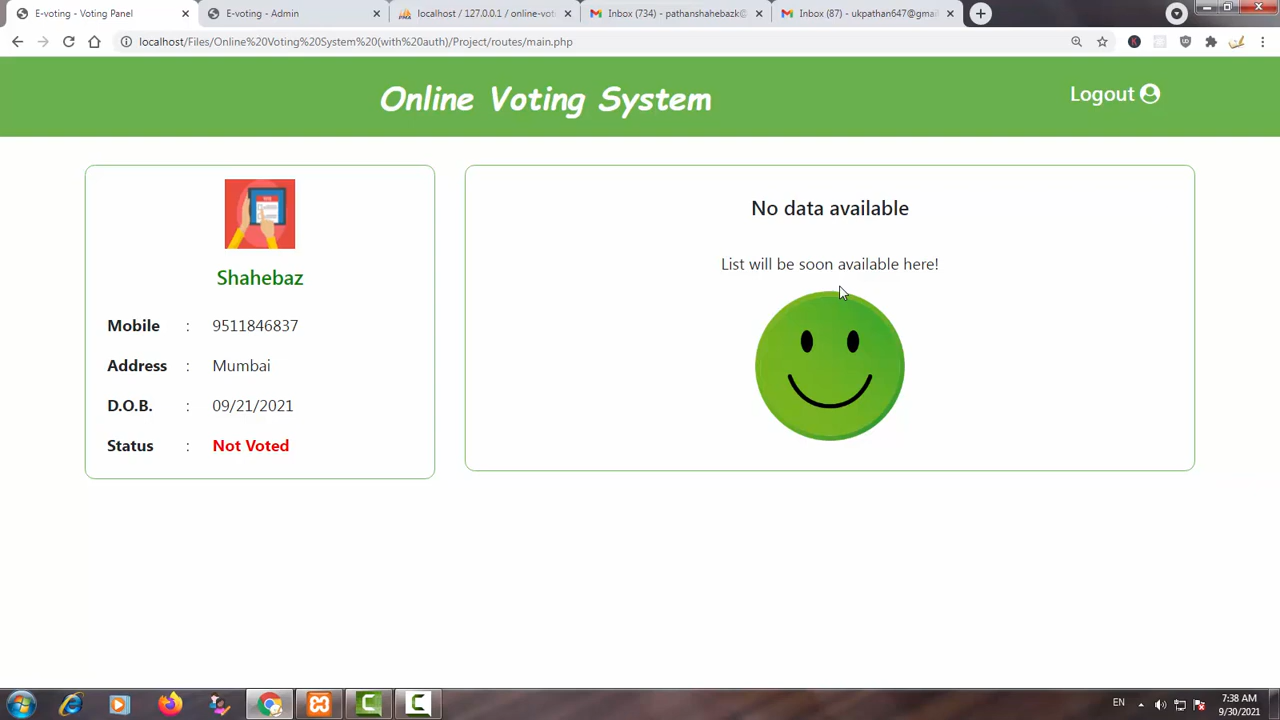 E-voting - Voting Panel
E-voting - Admin
localhost / 127.0.0.1 / online-vot
Inbox (734) - pathanshahebazk@
Inbox (87) - ukpathan647@gmai
localhost/Files/Online%20Voting%20System%20(with%20auth)/Project/routes/main.php
Online Voting System
Logout
Shahebaz
Mobile : 9511846837
Address : Mumbai
D.O.B. : 09/21/2021
Status : Not Voted
No data available
List will be soon available here!
EN
7:38 AM
9/30/2021